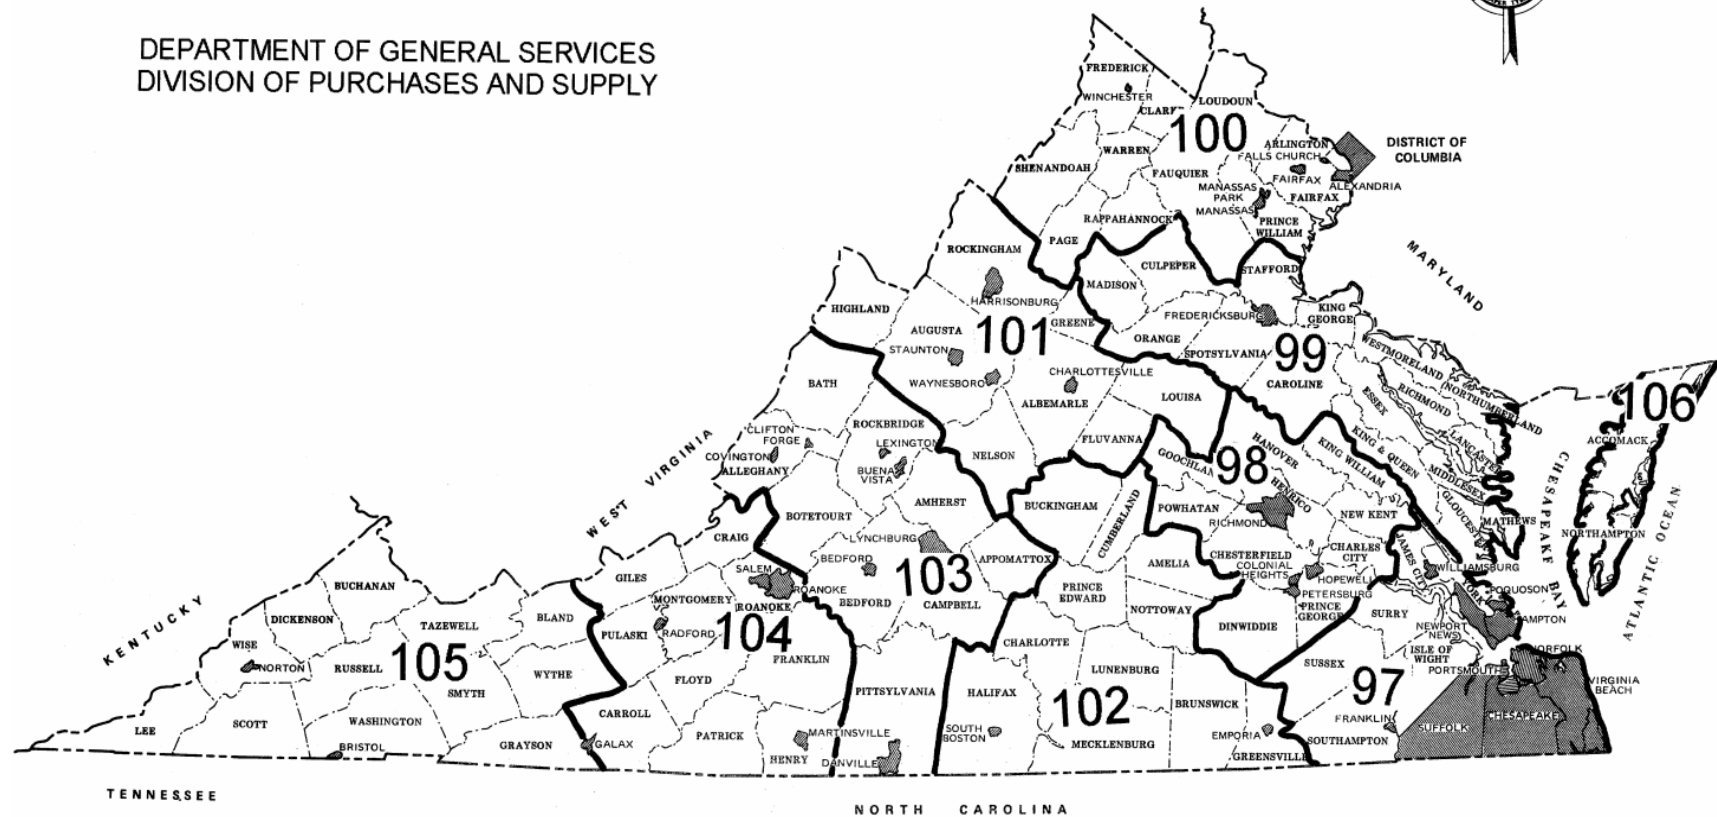 DEPARTMENT OF GENERAL SERVICES
DIVISION OF PURCHASES AND SUPPLY
FREDERICK
WINCHESTER
LOUDOUN
100
ARLINGTON
DISTRICT OF
COLUMBIA
WARREN
FALLS CHURCH
SHENANDOAH
FAUQUIER
FAIRFAX
ALEXANDRIA
MANASSAS
PARK
FAIRFAX
MANASSAS
RAPPAHANNOCK
PRINCE
WILLIAM
PAGE
MARYLAND
ROCKINGHAM
CULPEPER
STAFFORD
MADISON
HARRISONBURG
HIGHLAND
KING
GEORGE
FREDERICKSBURG
GREENE
AUGUSTA
101
ORANGE
STAUNTON
SPOTSYLVANIA
99
WESTMORELAND
CHARLOTTESVILLE
WAYNESBORO
BATH
CAROLINE
RICHMOND
NORTHUMBERLAND
106
ALBEMARLE
LOUISA
ESSEX
ROCKBRIDGE
CLIFTON
FORGE
LEXINGTON
FLUVANNA
HANOVER
KING & QUEEN
LANCASTER
ACCOMACK
COVINGTON
NELSON
98
KING WILLIAM
ALLEGHANY
BUENA
VISTA
MIDDLESEX
WEST VIRGINIA
AMHERST
BUCKINGHAM
CUMBERLAND
POWHATAN
HENRICO
RICHMOND
NEW KENT
MATHEWS
CHESAPEAKE BAY
ATLANTIC OCEAN
BOTETOURT
CRAIG
LYNCHBURG
NORTHAMPTON
APPOMATTOX
CHESTERFIELD
COLONIAL
HEIGHTS
CHARLES
CITY
JAMES CITY
AMELIA
BEDFORD
103
SALEM
WILLIAMSBURG
GILES
ROANOKE
HOPEWELL
BUCHANAN
PRINCE
EDWARD
PETERSBURG
POQUOSON
MONTGOMERY
ROANOKE
BEDFORD
CAMPBELL
NOTTOWAY
PRINCE
GEORGE
SURRY
KENTUCKY
DICKENSON
BLAND
TAZEWELL
PULASKI
RADFORD
104
DINWIDDIE
NEWPORT
NEWS
WISE
CHARLOTTE
ISLE OF
WIGHT
NORTON
RUSSELL
105
FRANKLIN
LUNENBURG
SUSSEX
PORTSMOUTH
WYTHE
FLOYD
SMYTH
PITTSYLVANIA
HALIFAX
97
VIRGINIA
BEACH
102
BRUNSWICK
CARROLL
LEE
SCOTT
WASHINGTON
PATRICK
MARTINSVILLE
SOUTH
BOSTON
EMPORIA
FRANKLIN
SUFFOLK
CHESAPEAKE
BRISTOL
GRAYSON
GALAX
HENRY
DANVILLE
MECKLENBURG
GREENSVILLE
SOUTHAMPTON
TENNESSEE
NORTH CAROLINA